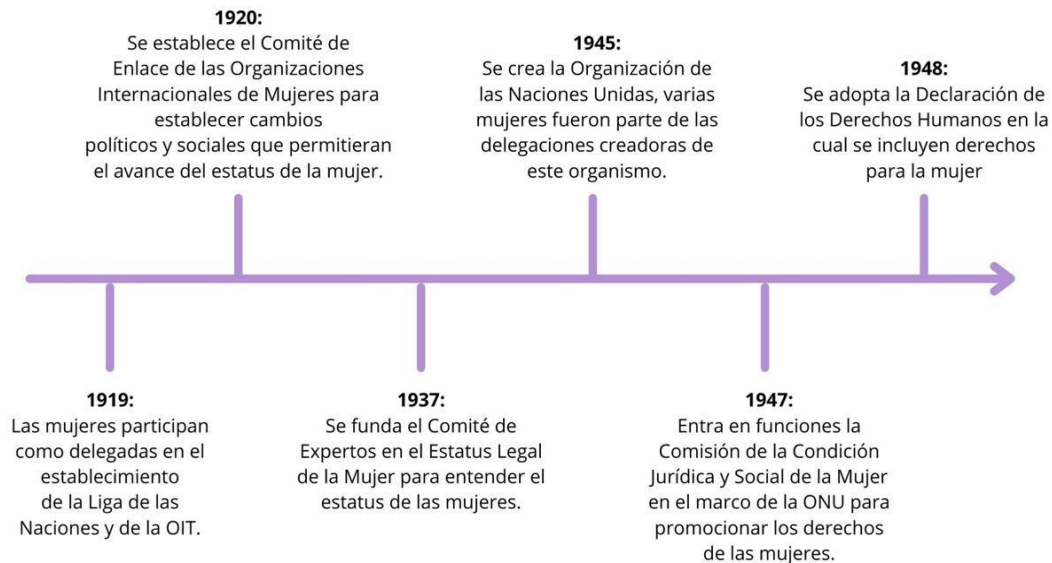 1920:
Se establece el Comité de
Enlace de las Organizaciones
Internacionales de Mujeres para
establecer cambios
políticos y sociales que permitieran
el avance del estatus de la mujer.
1945:
Se crea la Organización de
las Naciones Unidas, varias
mujeres fueron parte de las
delegaciones creadoras de
este organismo.
1948:
Se adopta la Declaración de
los Derechos Humanos en la
cual se incluyen derechos
para la mujer
1919:
Las mujeres participan
como delegadas en el
establecimiento
de la Liga de las
Naciones y de la OIT.
1937:
Se funda el Comité de
Expertos en el Estatus Legal
de la Mujer para entender el
estatus de las mujeres.
1947:
Entra en funciones la
Comisión de la Condición
Jurídica y Social de la Mujer
en el marco de la ONU para
promocionar los derechos
de las mujeres.